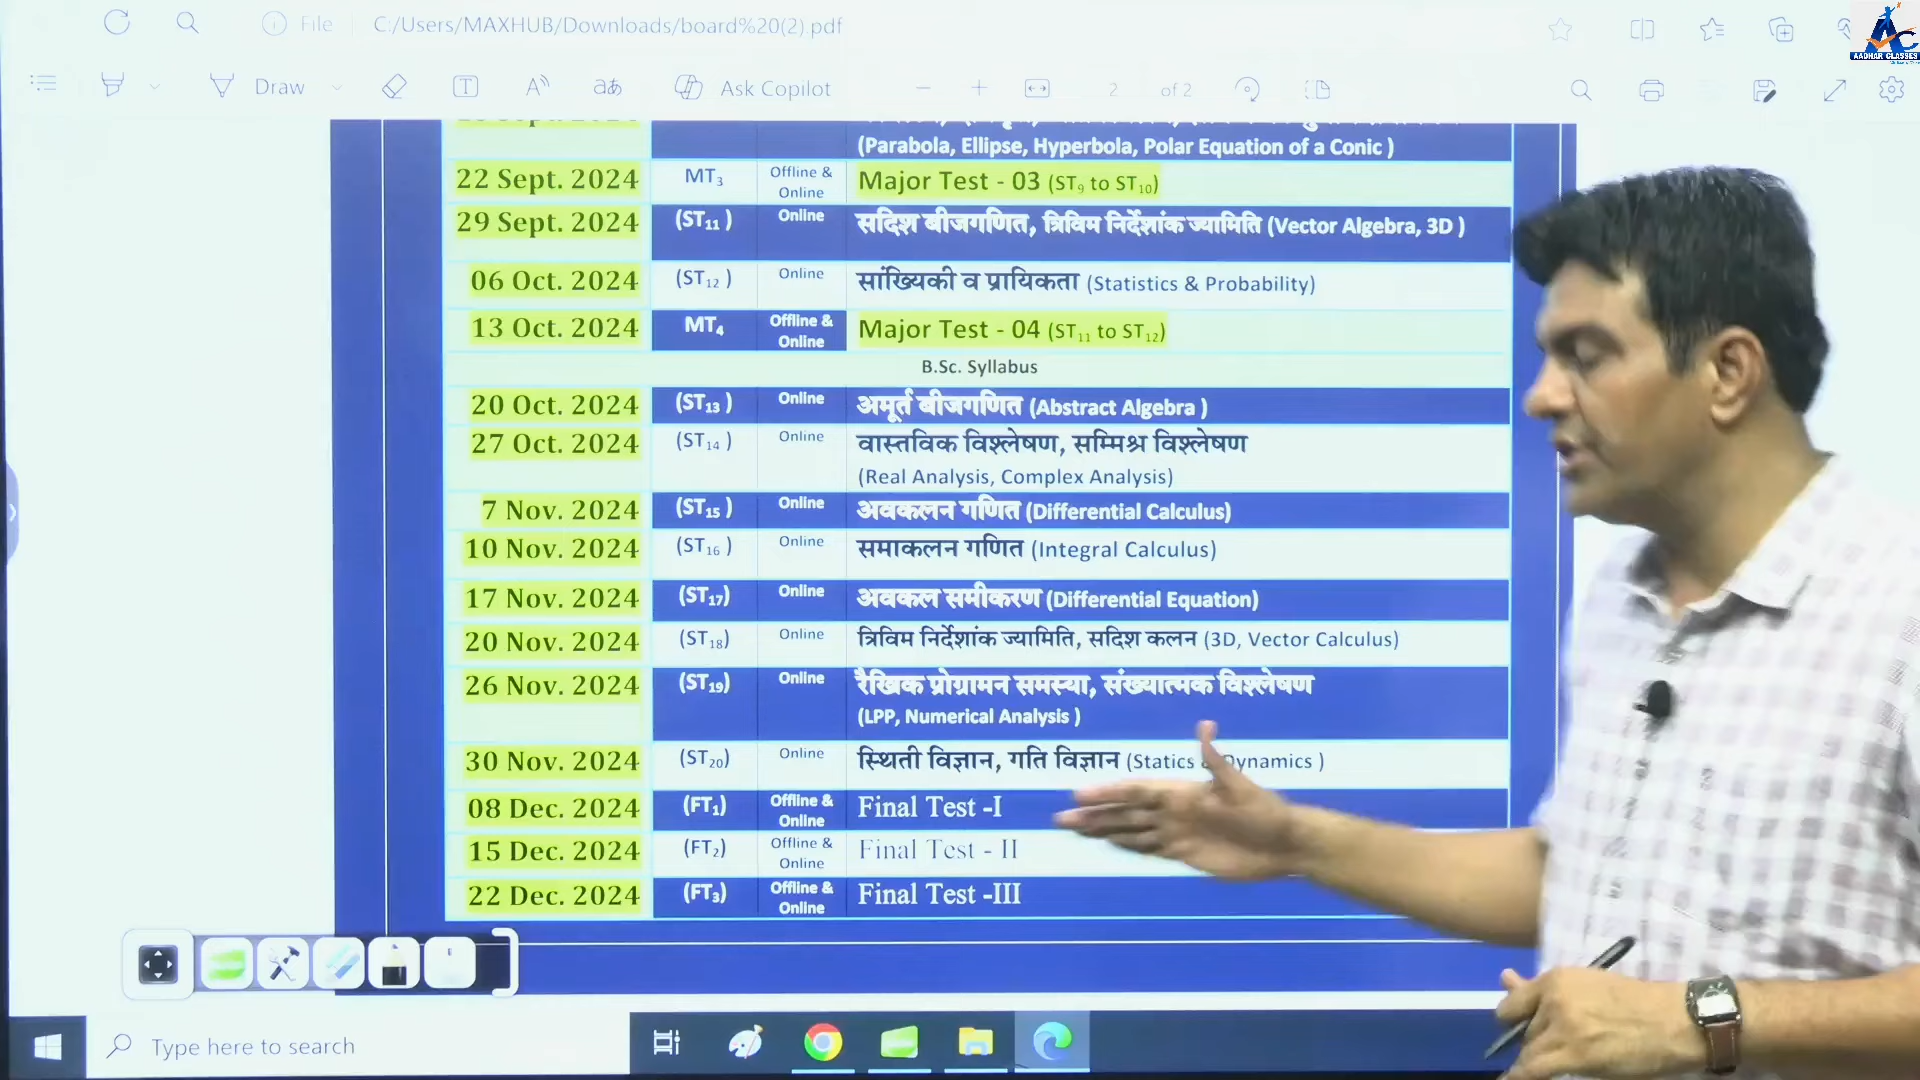 File C:/Users/MAXHUB/Downloads/board%20(2).pdf
AADHAR CLASSES
Draw
Ask Copilot
2 of 2
(Parabola, Ellipse, Hyperbola, Polar Equation of a Conic )
22 Sept. 2024 MT3 Offline & Online Major Test - 03 (ST9 to ST10)
29 Sept. 2024 (ST11 ) Online सदिश बीजगणित, त्रिविम निर्देशांक ज्यामिति (Vector Algebra, 3D )
06 Oct. 2024 (ST12 ) Online सांख्यिकी व प्रायिकता (Statistics & Probability)
13 Oct. 2024 MT4 Offline & Online Major Test - 04 (ST11 to ST12)
B.Sc. Syllabus
20 Oct. 2024 (ST13 ) Online अमूर्त बीजगणित (Abstract Algebra )
27 Oct. 2024 (ST14 ) Online वास्तविक विश्लेषण, सम्मिश्र विश्लेषण
(Real Analysis, Complex Analysis)
7 Nov. 2024 (ST15 ) Online अवकलन गणित (Differential Calculus)
10 Nov. 2024 (ST16 ) Online समाकलन गणित (Integral Calculus)
17 Nov. 2024 (ST17) Online अवकल समीकरण (Differential Equation)
20 Nov. 2024 (ST18) Online त्रिविम निर्देशांक ज्यामिति, सदिश कलन (3D, Vector Calculus)
26 Nov. 2024 (ST19) Online रैखिक प्रोग्रामन समस्या, संख्यात्मक विश्लेषण
(LPP, Numerical Analysis )
30 Nov. 2024 (ST20) Online स्थिती विज्ञान, गति विज्ञान (Statics & Dynamics )
08 Dec. 2024 (FT1) Offline & Online Final Test -I
15 Dec. 2024 (FT2) Offline & Online Final Test - II
22 Dec. 2024 (FT3) Offline & Online Final Test -III
Type here to search